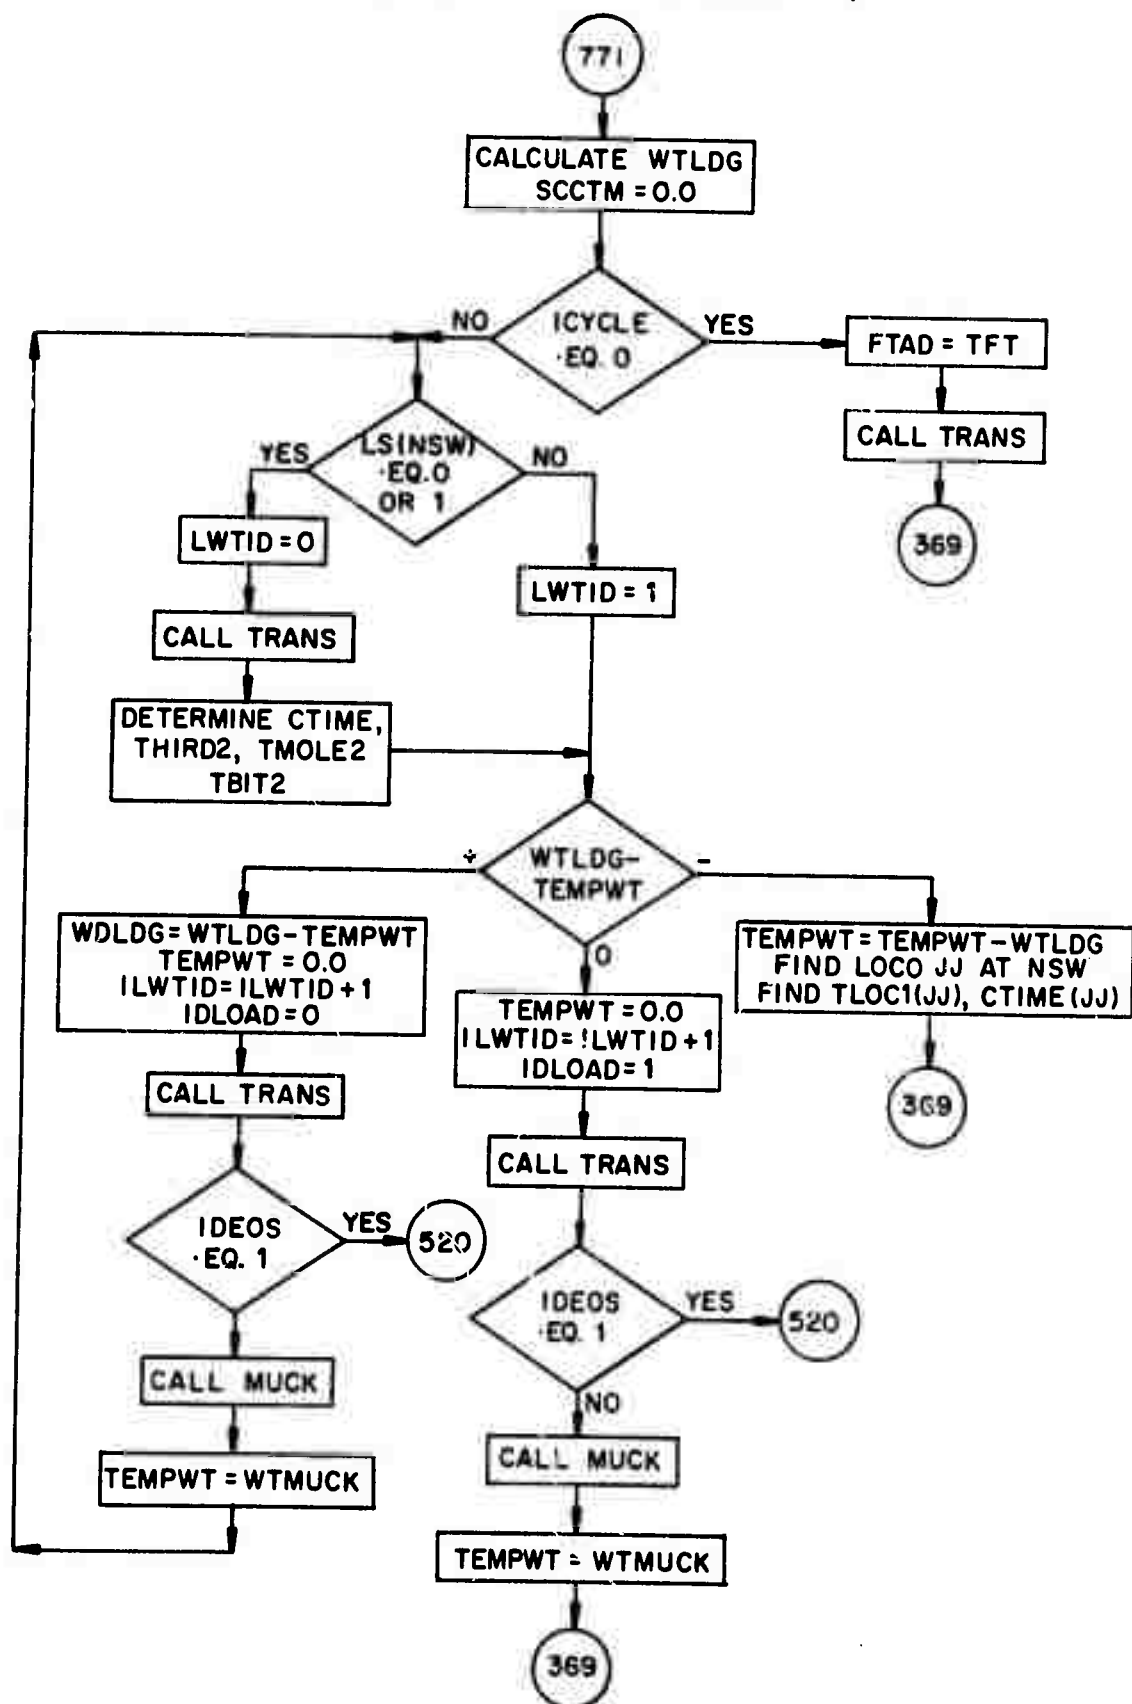 771
CALCULATE WTLDG
SCCTM = 0.0
ICYCLE
.EQ. 0
NO
YES
FTAD = TFT
CALL TRANS
369
LS(NSW)
.EQ.0
OR 1
YES
NO
LWTID = 0
LWTID = 1
CALL TRANS
DETERMINE CTIME,
THIRD2, TMOLE2
TBIT2
WTLDG-
TEMPWT
+
-
0
WDLDG = WTLDG-TEMPWT
TEMPWT = 0.0
ILWTID = ILWTID + 1
IDLOAD = 0
TEMPWT = 0.0
ILWTID = !LWTID + 1
IDLOAD = 1
TEMPWT = TEMPWT-WTLDG
FIND LOCO JJ AT NSW
FIND TLOC1(JJ), CTIME(JJ)
369
CALL TRANS
CALL TRANS
IDEOS
.EQ. 1
YES
520
IDEOS
.EQ. 1
YES
520
NO
CALL MUCK
CALL MUCK
TEMPWT = WTMUCK
TEMPWT = WTMUCK
369